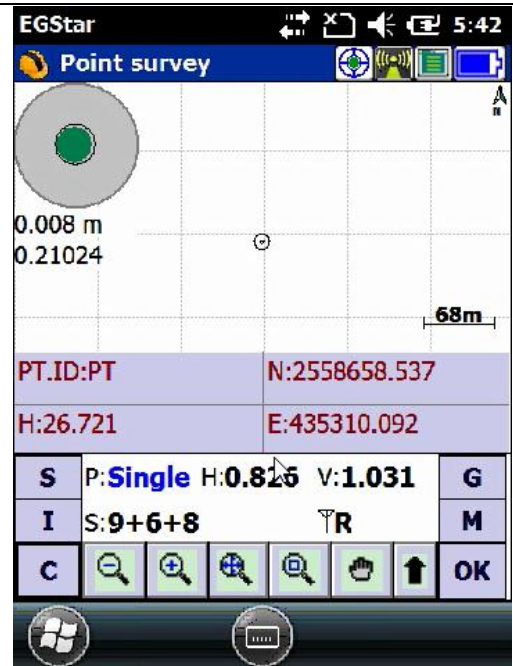 EGStar 5:42
Point survey
N
0.008 m
0.21024
68m
PT.ID:PT N:2558658.537
H:26.721 E:435310.092
S P:Single H:0.826 V:1.031 G
I S:9+6+8 R M
C OK